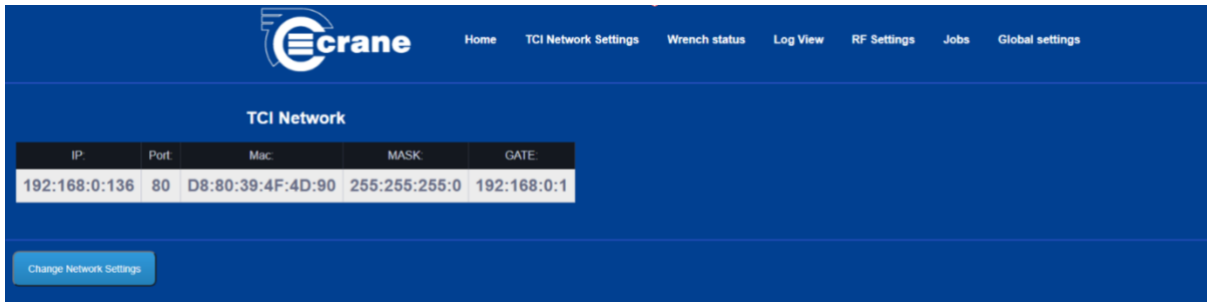 crane Home TCI Network Settings Wrench status Log View RF Settings Jobs Global settings
TCI Network
IP: Port: Mac: MASK: GATE:
192:168:0:136 80 D8:80:39:4F:4D:90 255:255:255:0 192:168:0:1
Change Network Settings